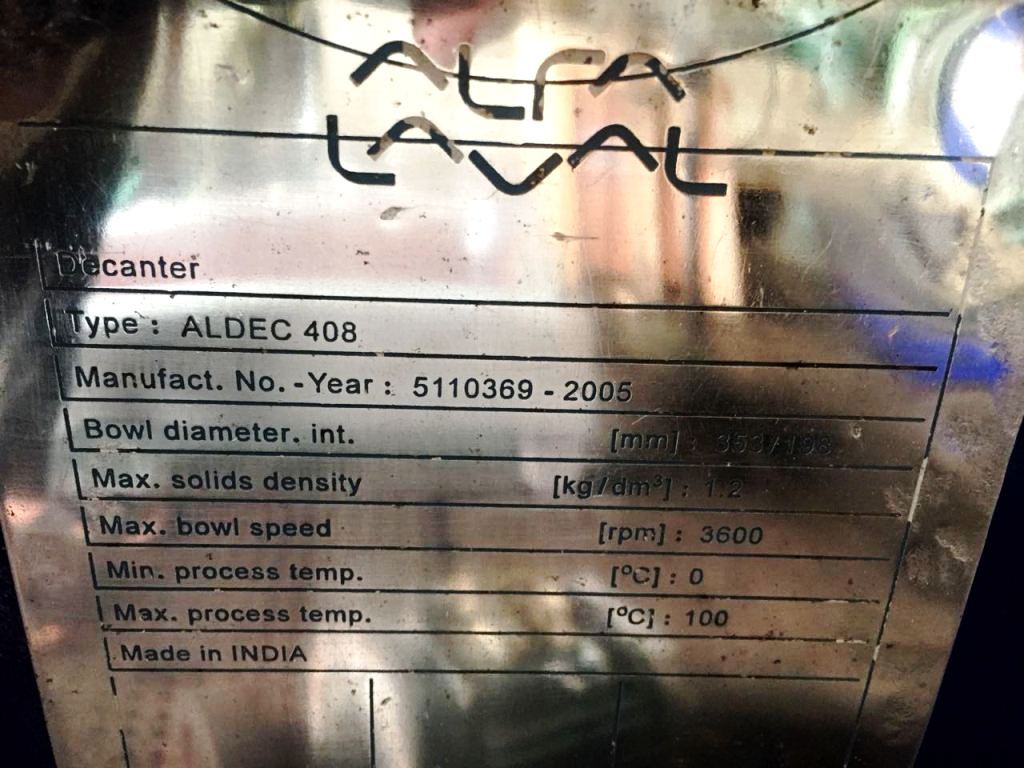 ALFA
LAVAL
Decanter
Type : ALDEC 408
Manufact. No. - Year : 5110369 - 2005
Bowl diameter. int. [mm] : 353/198
Max. solids density [kg/dm³] : 1.2
Max. bowl speed [rpm] : 3600
Min. process temp. [°C] : 0
Max. process temp. [°C] : 100
Made in INDIA